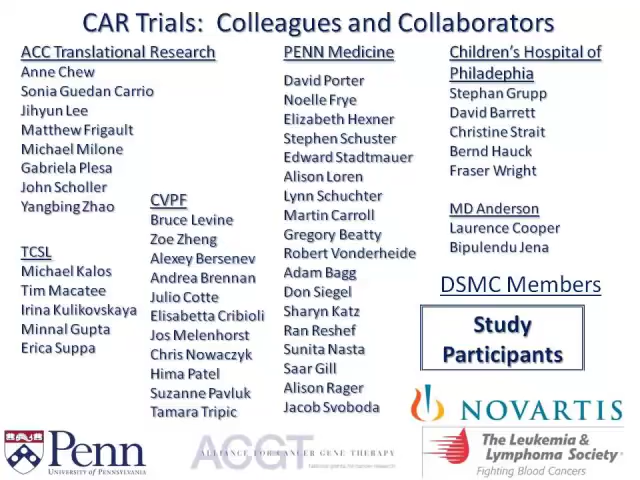 CAR Trials: Colleagues and Collaborators
ACC Translational Research
Anne Chew
Sonia Guedan Carrio
Jihyun Lee
Matthew Frigault
Michael Milone
Gabriela Plesa
John Scholler
Yangbing Zhao
TCSL
Michael Kalos
Tim Macatee
Irina Kulikovskaya
Minnal Gupta
Erica Suppa
CVPF
Bruce Levine
Zoe Zheng
Alexey Bersenev
Andrea Brennan
Julio Cotte
Elisabetta Cribioli
Jos Melenhorst
Chris Nowaczyk
Hima Patel
Suzanne Pavluk
Tamara Tripic
PENN Medicine
David Porter
Noelle Frye
Elizabeth Hexner
Stephen Schuster
Edward Stadtmauer
Alison Loren
Lynn Schuchter
Martin Carroll
Gregory Beatty
Robert Vonderheide
Adam Bagg
Don Siegel
Sharyn Katz
Ran Reshef
Sunita Nasta
Saar Gill
Alison Rager
Jacob Svoboda
Children's Hospital of
Philadephia
Stephan Grupp
David Barrett
Christine Strait
Bernd Hauck
Fraser Wright
MD Anderson
Laurence Cooper
Bipulendu Jena
DSMC Members
Study
Participants
NOVARTIS
Penn
UNIVERSITY OF PENNSYLVANIA
ACGT
ALLIANCE FOR CANCER GENE THERAPY
The Leukemia &
Lymphoma Society®
Fighting Blood Cancers